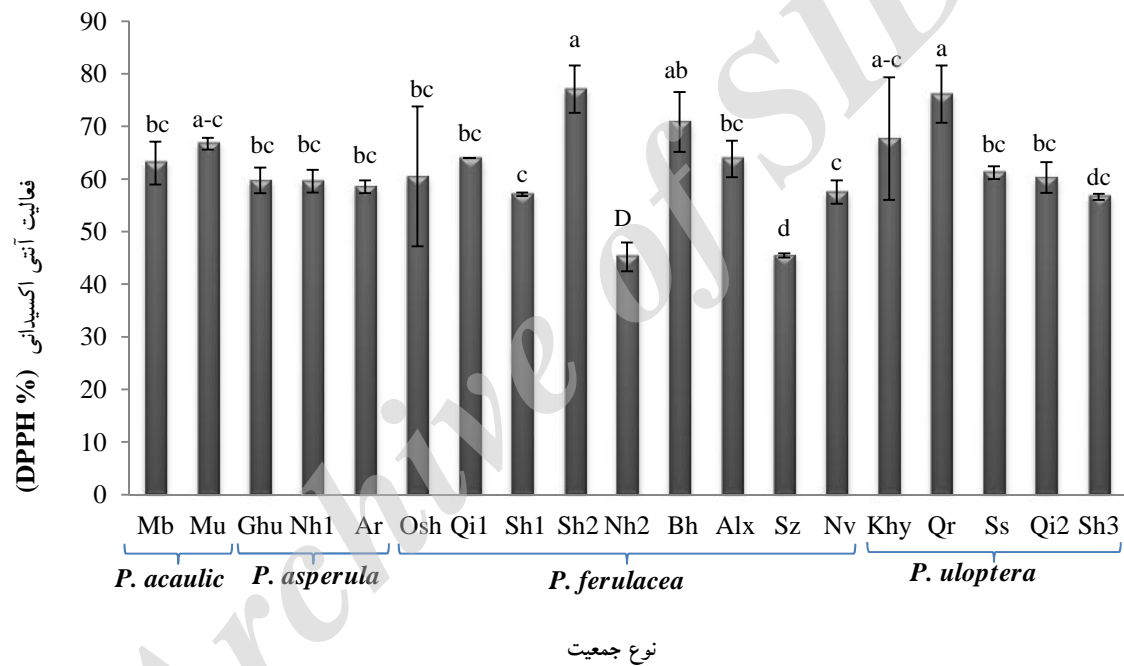 فعالیت آنتی اکسیدانی (DPPH %)
90
80
70
60
50
40
30
20
10
0
bc a-c bc bc bc bc bc c a D ab bc d c a-c a bc bc dc
Mb Mu Ghu Nh1 Ar Osh Qi1 Sh1 Sh2 Nh2 Bh Alx Sz Nv Khy Qr Ss Qi2 Sh3
P. acaulic P. asperula P. ferulacea P. uloptera
نوع جمعیت
Archive of SID